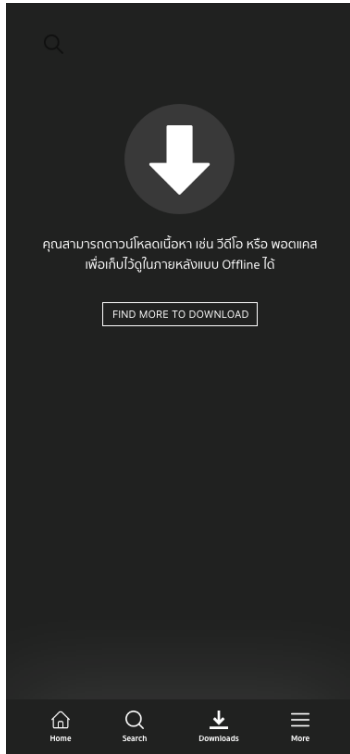 คุณสามารถดาวน์โหลดเนื้อหา เช่น วีดีโอ หรือ พอตแคส
เพื่อเก็บไว้ดูในภายหลังแบบ Offline ได้
FIND MORE TO DOWNLOAD
Home Search Downloads More